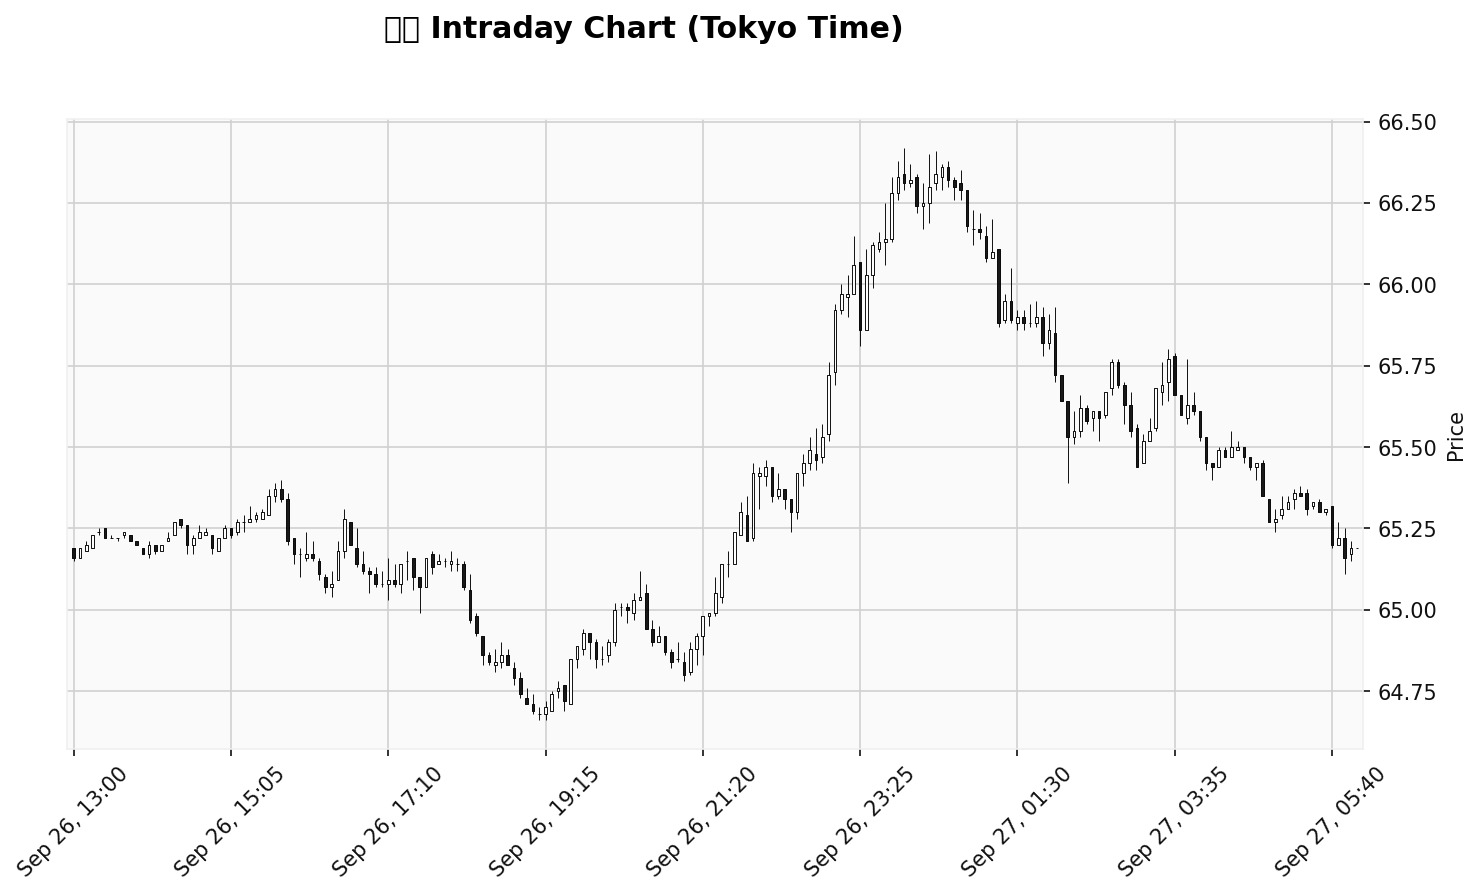 Intraday Chart (Tokyo Time)
66.50
66.25
66.00
65.75
65.50
65.25
65.00
64.75
Price
Sep 26, 13:00
Sep 26, 15:05
Sep 26, 17:10
Sep 26, 19:15
Sep 26, 21:20
Sep 26, 23:25
Sep 27, 01:30
Sep 27, 03:35
Sep 27, 05:40